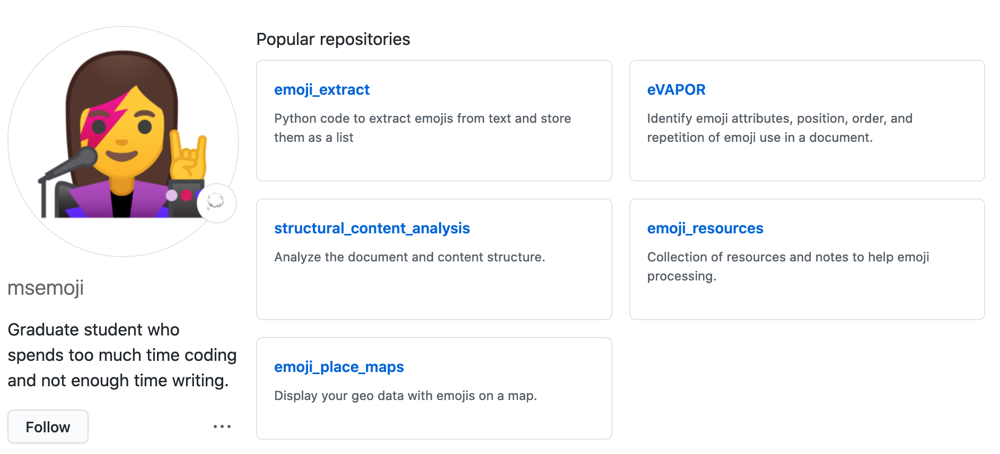 msemoji
Graduate student who
spends too much time coding
and not enough time writing.
Follow
Popular repositories
emoji_extract
Python code to extract emojis from text and store
them as a list
eVAPOR
Identify emoji attributes, position, order, and
repetition of emoji use in a document.
structural_content_analysis
Analyze the document and content structure.
emoji_resources
Collection of resources and notes to help emoji
processing.
emoji_place_maps
Display your geo data with emojis on a map.